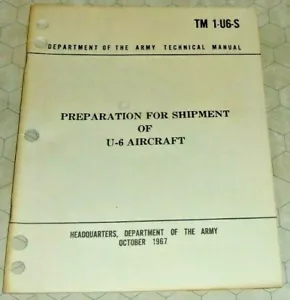 TM 1-U6-S
DEPARTMENT OF THE ARMY TECHNICAL MANUAL
PREPARATION FOR SHIPMENT
OF
U-6 AIRCRAFT
HEADQUARTERS, DEPARTMENT OF THE ARMY
OCTOBER 1967